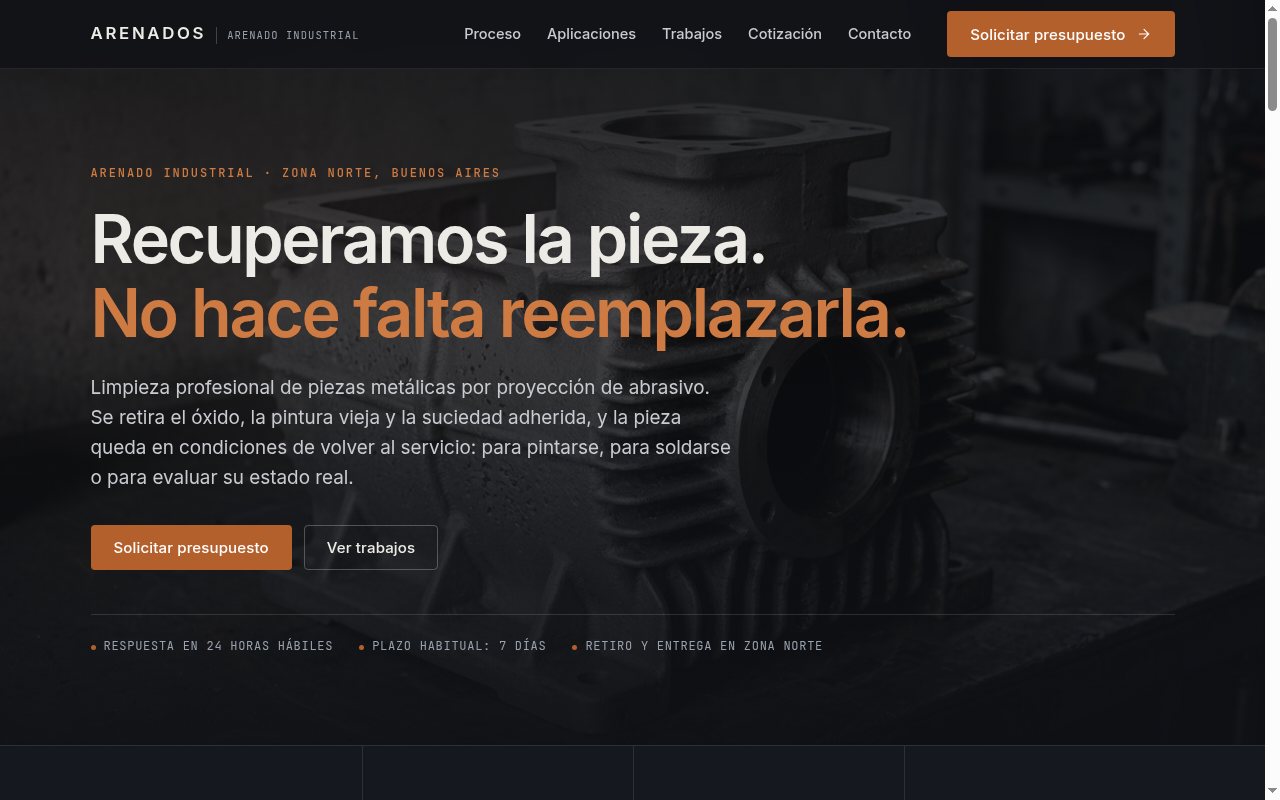 ARENADOS ARENADO INDUSTRIAL Proceso Aplicaciones Trabajos Cotización Contacto Solicitar presupuesto →
ARENADO INDUSTRIAL · ZONA NORTE, BUENOS AIRES
Recuperamos la pieza.
No hace falta reemplazarla.
Limpieza profesional de piezas metálicas por proyección de abrasivo.
Se retira el óxido, la pintura vieja y la suciedad adherida, y la pieza
queda en condiciones de volver al servicio: para pintarse, para soldarse
o para evaluar su estado real.
Solicitar presupuesto Ver trabajos
RESPUESTA EN 24 HORAS HÁBILES PLAZO HABITUAL: 7 DÍAS RETIRO Y ENTREGA EN ZONA NORTE